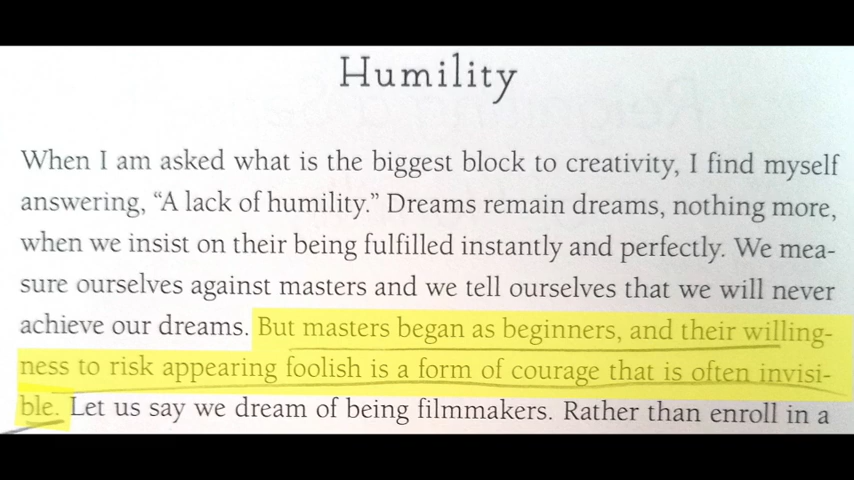 Humility
When I am asked what is the biggest block to creativity, I find myself
answering, “A lack of humility.” Dreams remain dreams, nothing more,
when we insist on their being fulfilled instantly and perfectly. We mea-
sure ourselves against masters and we tell ourselves that we will never
achieve our dreams. But masters began as beginners, and their willing-
ness to risk appearing foolish is a form of courage that is often invisi-
ble. Let us say we dream of being filmmakers. Rather than enroll in a